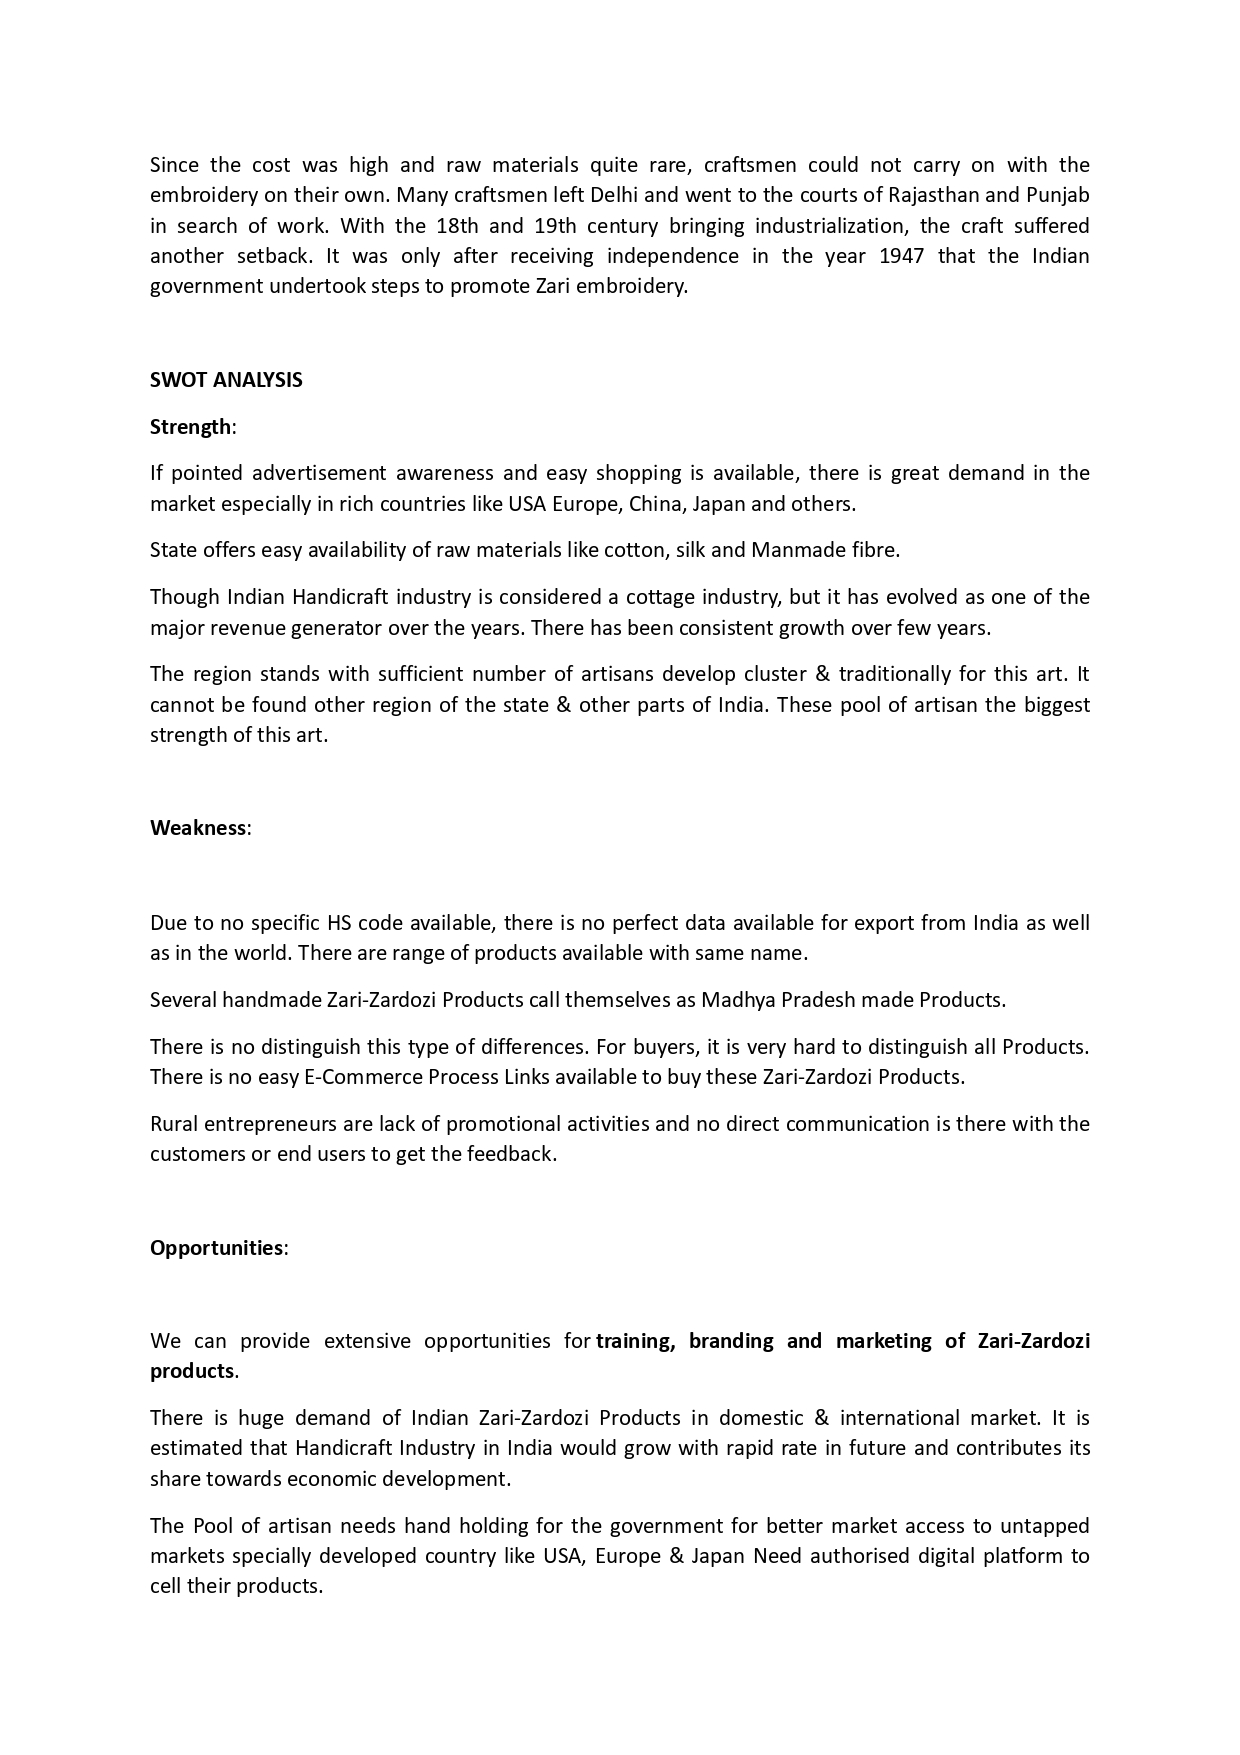 Since the cost was high and raw materials quite rare, craftsmen could not carry on with the
embroidery on their own. Many craftsmen left Delhi and went to the courts of Rajasthan and Punjab
in search of work. With the 18th and 19th century bringing industrialization, the craft suffered
another setback. It was only after receiving independence in the year 1947 that the Indian
government undertook steps to promote Zari embroidery.
SWOT ANALYSIS
Strength:
If pointed advertisement awareness and easy shopping is available, there is great demand in the
market especially in rich countries like USA Europe, China, Japan and others.
State offers easy availability of raw materials like cotton, silk and Manmade fibre.
Though Indian Handicraft industry is considered a cottage industry, but it has evolved as one of the
major revenue generator over the years. There has been consistent growth over few years.
The region stands with sufficient number of artisans develop cluster & traditionally for this art. It
cannot be found other region of the state & other parts of India. These pool of artisan the biggest
strength of this art.
Weakness:
Due to no specific HS code available, there is no perfect data available for export from India as well
as in the world. There are range of products available with same name.
Several handmade Zari-Zardozi Products call themselves as Madhya Pradesh made Products.
There is no distinguish this type of differences. For buyers, it is very hard to distinguish all Products.
There is no easy E-Commerce Process Links available to buy these Zari-Zardozi Products.
Rural entrepreneurs are lack of promotional activities and no direct communication is there with the
customers or end users to get the feedback.
Opportunities:
We can provide extensive opportunities for training, branding and marketing of Zari-Zardozi
products.
There is huge demand of Indian Zari-Zardozi Products in domestic & international market. It is
estimated that Handicraft Industry in India would grow with rapid rate in future and contributes its
share towards economic development.
The Pool of artisan needs hand holding for the government for better market access to untapped
markets specially developed country like USA, Europe & Japan Need authorised digital platform to
cell their products.